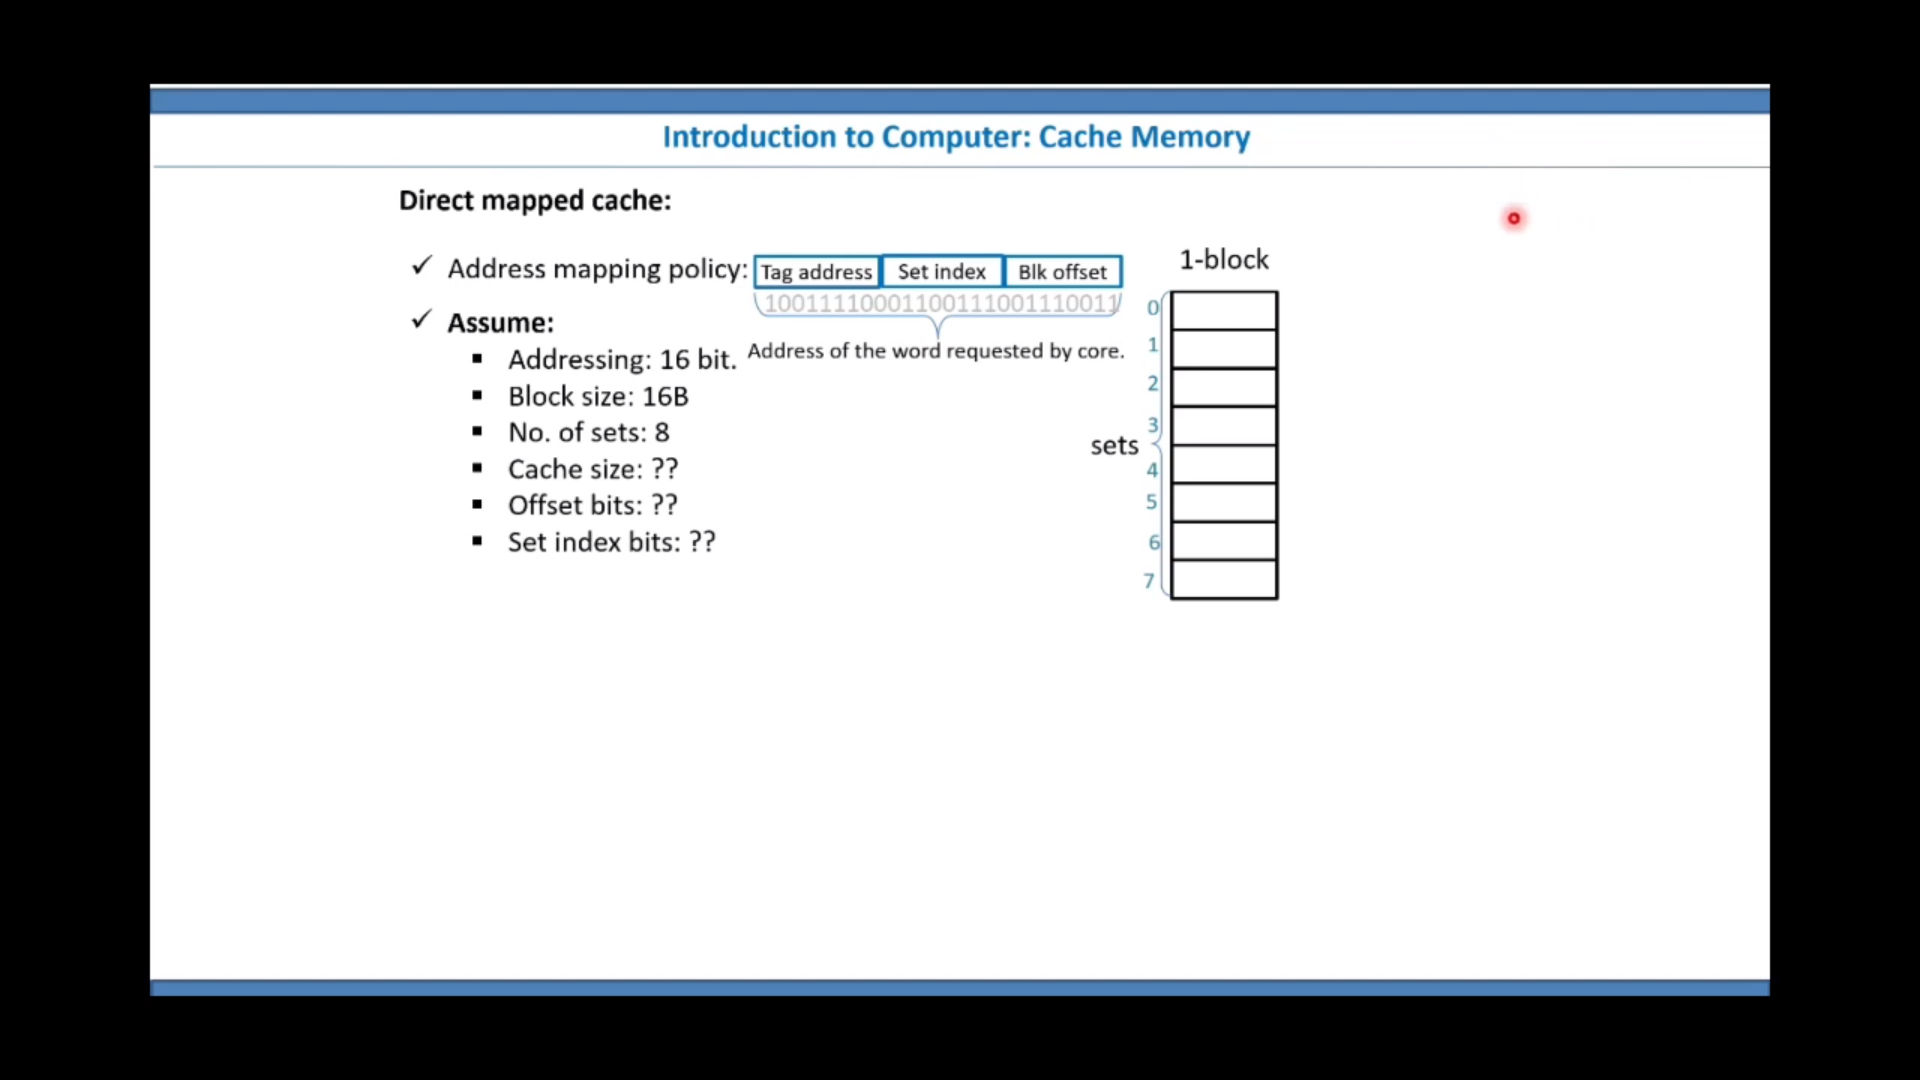 Introduction to Computer: Cache Memory
Direct mapped cache:
✓ Address mapping policy: Tag address Set index Blk offset
1001111000110011100111 0011
Address of the word requested by core.
✓ Assume:
▪ Addressing: 16 bit.
▪ Block size: 16B
▪ No. of sets: 8
▪ Cache size: ??
▪ Offset bits: ??
▪ Set index bits: ??
1-block
sets
0
1
2
3
4
5
6
7